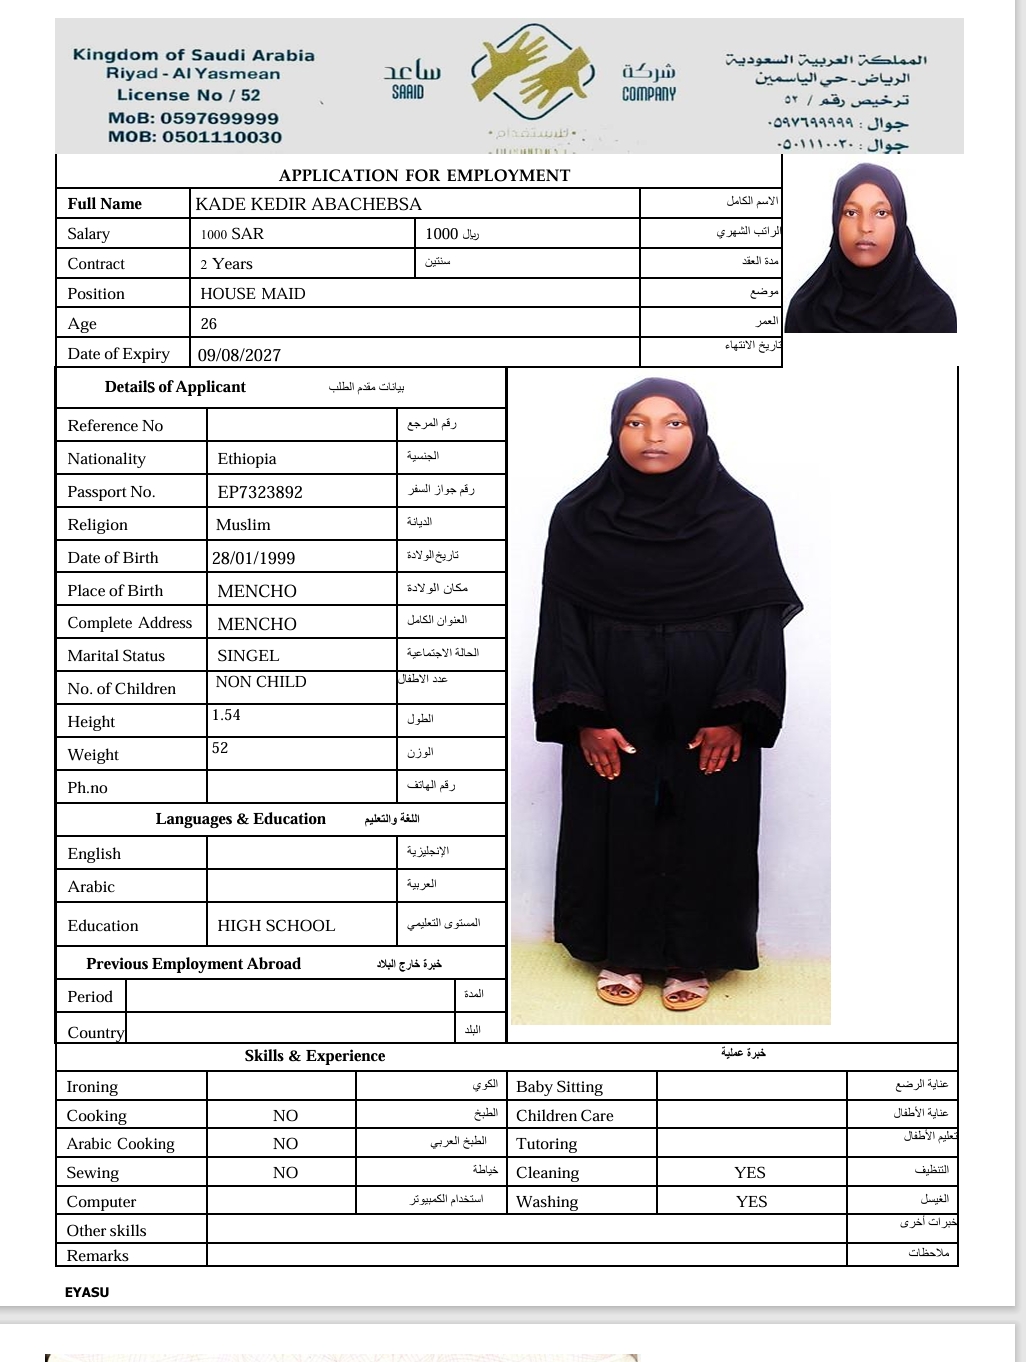 Kingdom of Saudi Arabia
Riyad - Al Yasmean
License No / 52
MoB: 0597699999
MOB: 0501110030
ساعد
SAAID
شركة
COMPANY
للاستقدام
المملكة العربية السعودية
الرياض - حي الياسمين
ترخيص رقم / ٥٢
جوال : ٠٥٩٧٦٩٩٩٩٩
جوال : ٠٥٠١١١٠٠٣٠
APPLICATION FOR EMPLOYMENT
Full Name KADE KEDIR ABACHEBSA الاسم الكامل
Salary 1000 SAR 1000 ريال الراتب الشهري
Contract 2 Years سنتين مدة العقد
Position HOUSE MAID موضع
Age 26 العمر
Date of Expiry 09/08/2027 تاريخ الانتهاء
Details of Applicant بيانات مقدم الطلب
Reference No رقم المرجع
Nationality Ethiopia الجنسية
Passport No. EP7323892 رقم جواز السفر
Religion Muslim الديانة
Date of Birth 28/01/1999 تاريخ الولادة
Place of Birth MENCHO مكان الولادة
Complete Address MENCHO العنوان الكامل
Marital Status SINGEL الحالة الاجتماعية
No. of Children NON CHILD عدد الاطفال
Height 1.54 الطول
Weight 52 الوزن
Ph.no رقم الهاتف
Languages & Education اللغة والتعليم
English الإنجليزية
Arabic العربية
Education HIGH SCHOOL المستوى التعليمي
Previous Employment Abroad خبرة خارج البلاد
Period المدة
Country البلد
Skills & Experience خبرة عملية
Ironing الكوي Baby Sitting عناية الرضع
Cooking NO الطبخ Children Care عناية الأطفال
Arabic Cooking NO الطبخ العربي Tutoring تعليم الأطفال
Sewing NO خياطة Cleaning YES التنظيف
Computer استخدام الكمبيوتر Washing YES الغيسل
Other skills خبرات أخرى
Remarks ملاحظات
EYASU